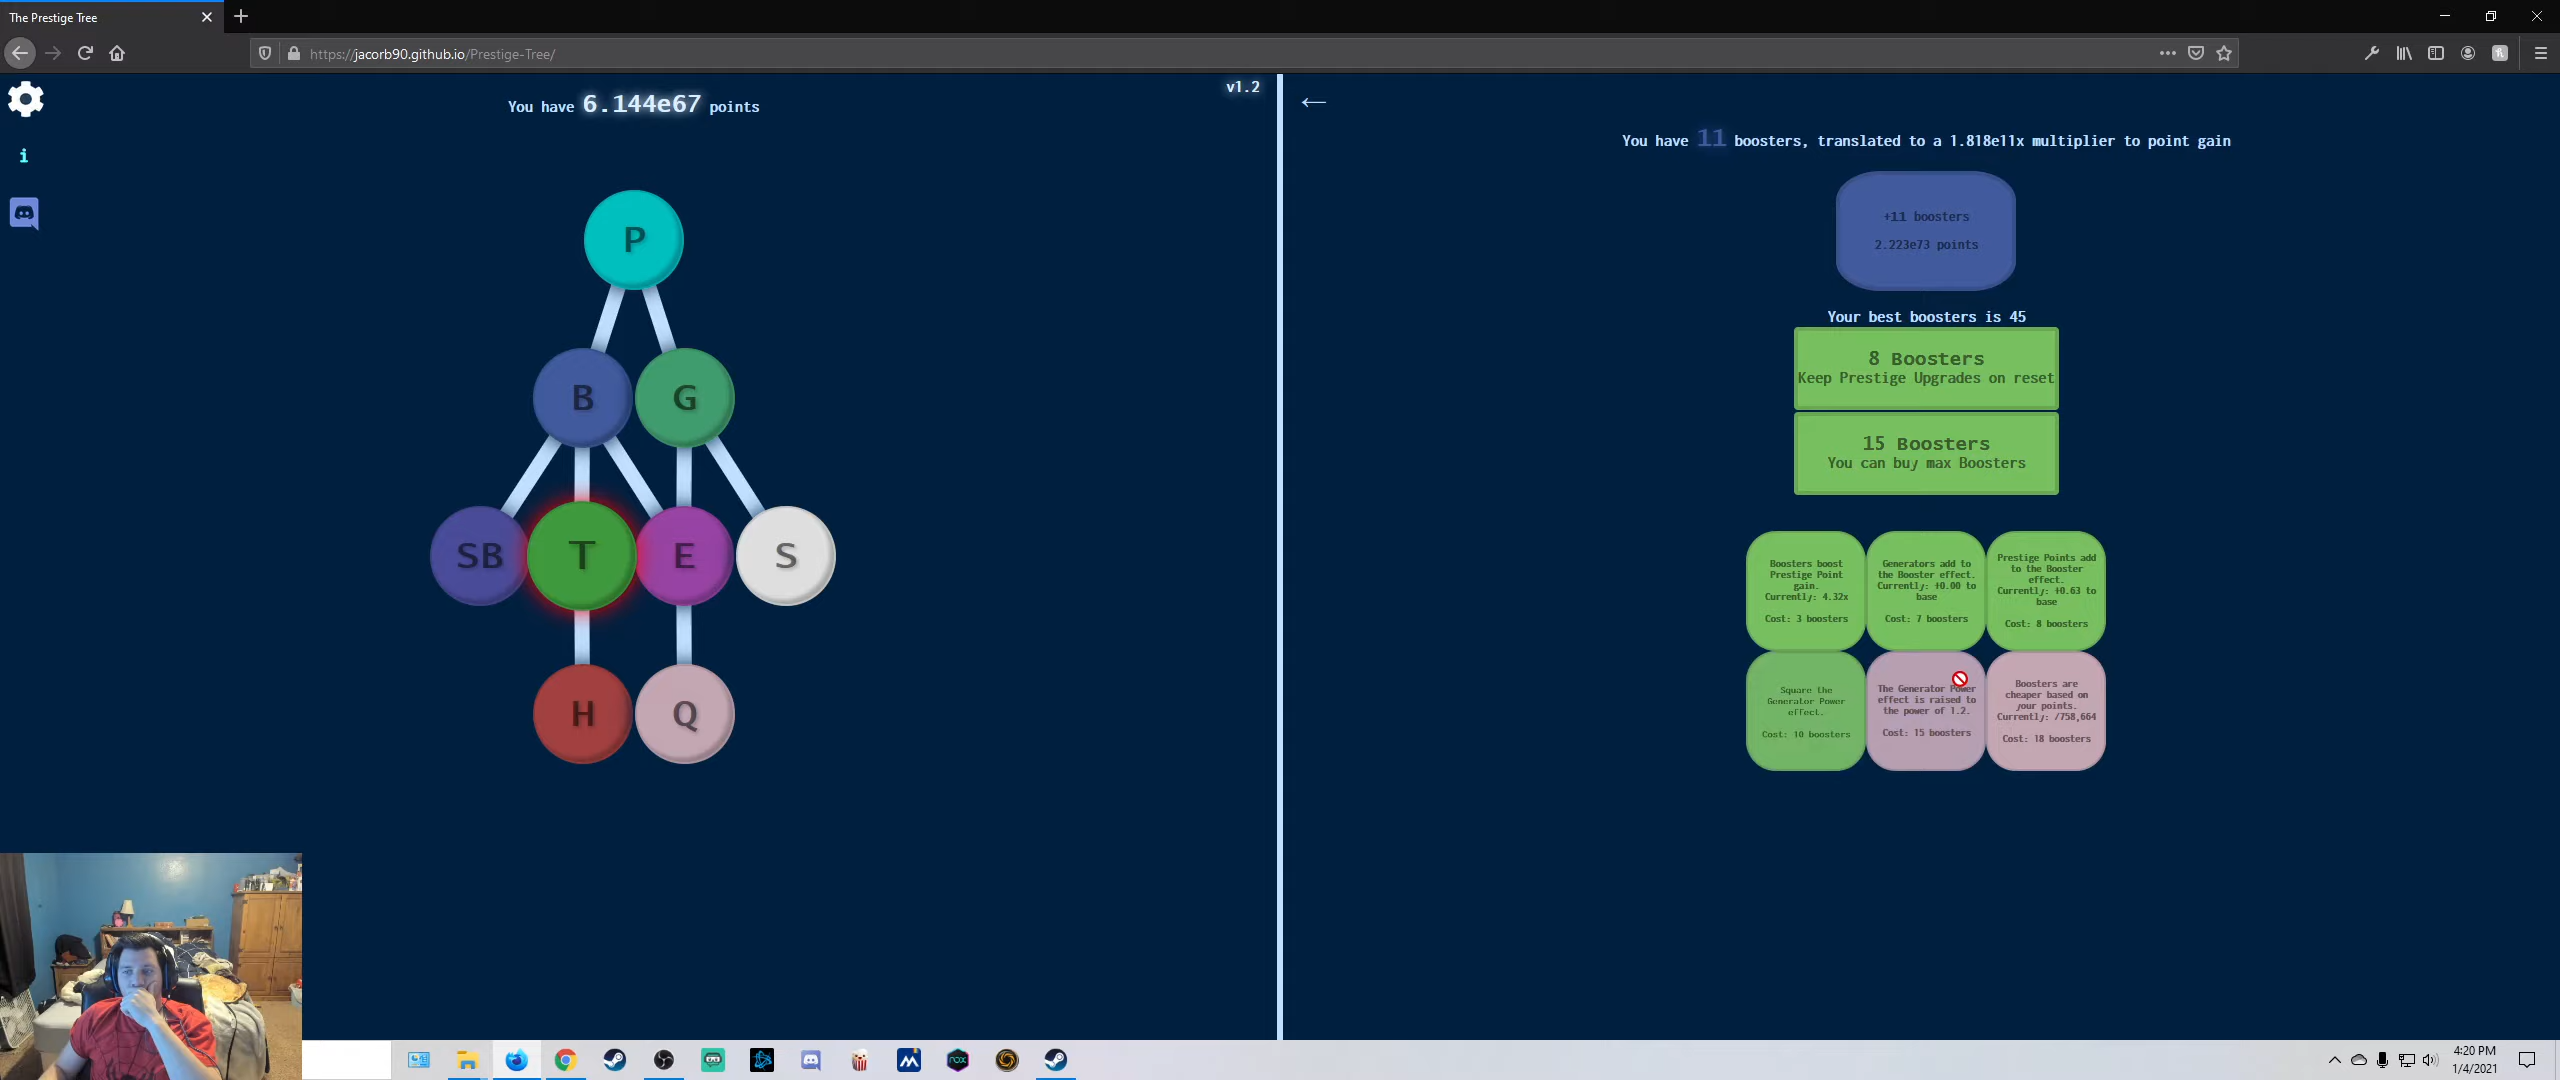 The Prestige Tree
https://jacorb90.github.io/Prestige-Tree/
You have 6.144e67 points
v1.2
i
P
B
G
SB
T
E
S
H
Q
←
You have 11 boosters, translated to a 1.818e11x multiplier to point gain
+11 boosters
2.223e73 points
Your best boosters is 45
8 Boosters
Keep Prestige Upgrades on reset
15 Boosters
You can buy max Boosters
Boosters boost
Prestige Point
gain.
Currently: 4.32x
Cost: 3 boosters
Generators add to
the Booster effect.
Currently: +0.00 to
base
Cost: 7 boosters
Prestige Points add
to the Booster
effect.
Currently: +0.63 to
base
Cost: 8 boosters
Square the
Generator Power
effect.
Cost: 10 boosters
The Generator Power
effect is raised to
the power of 1.2.
Cost: 15 boosters
Boosters are
cheaper based on
your points.
Currently: /758,664
Cost: 18 boosters
nox
4:20 PM
1/4/2021